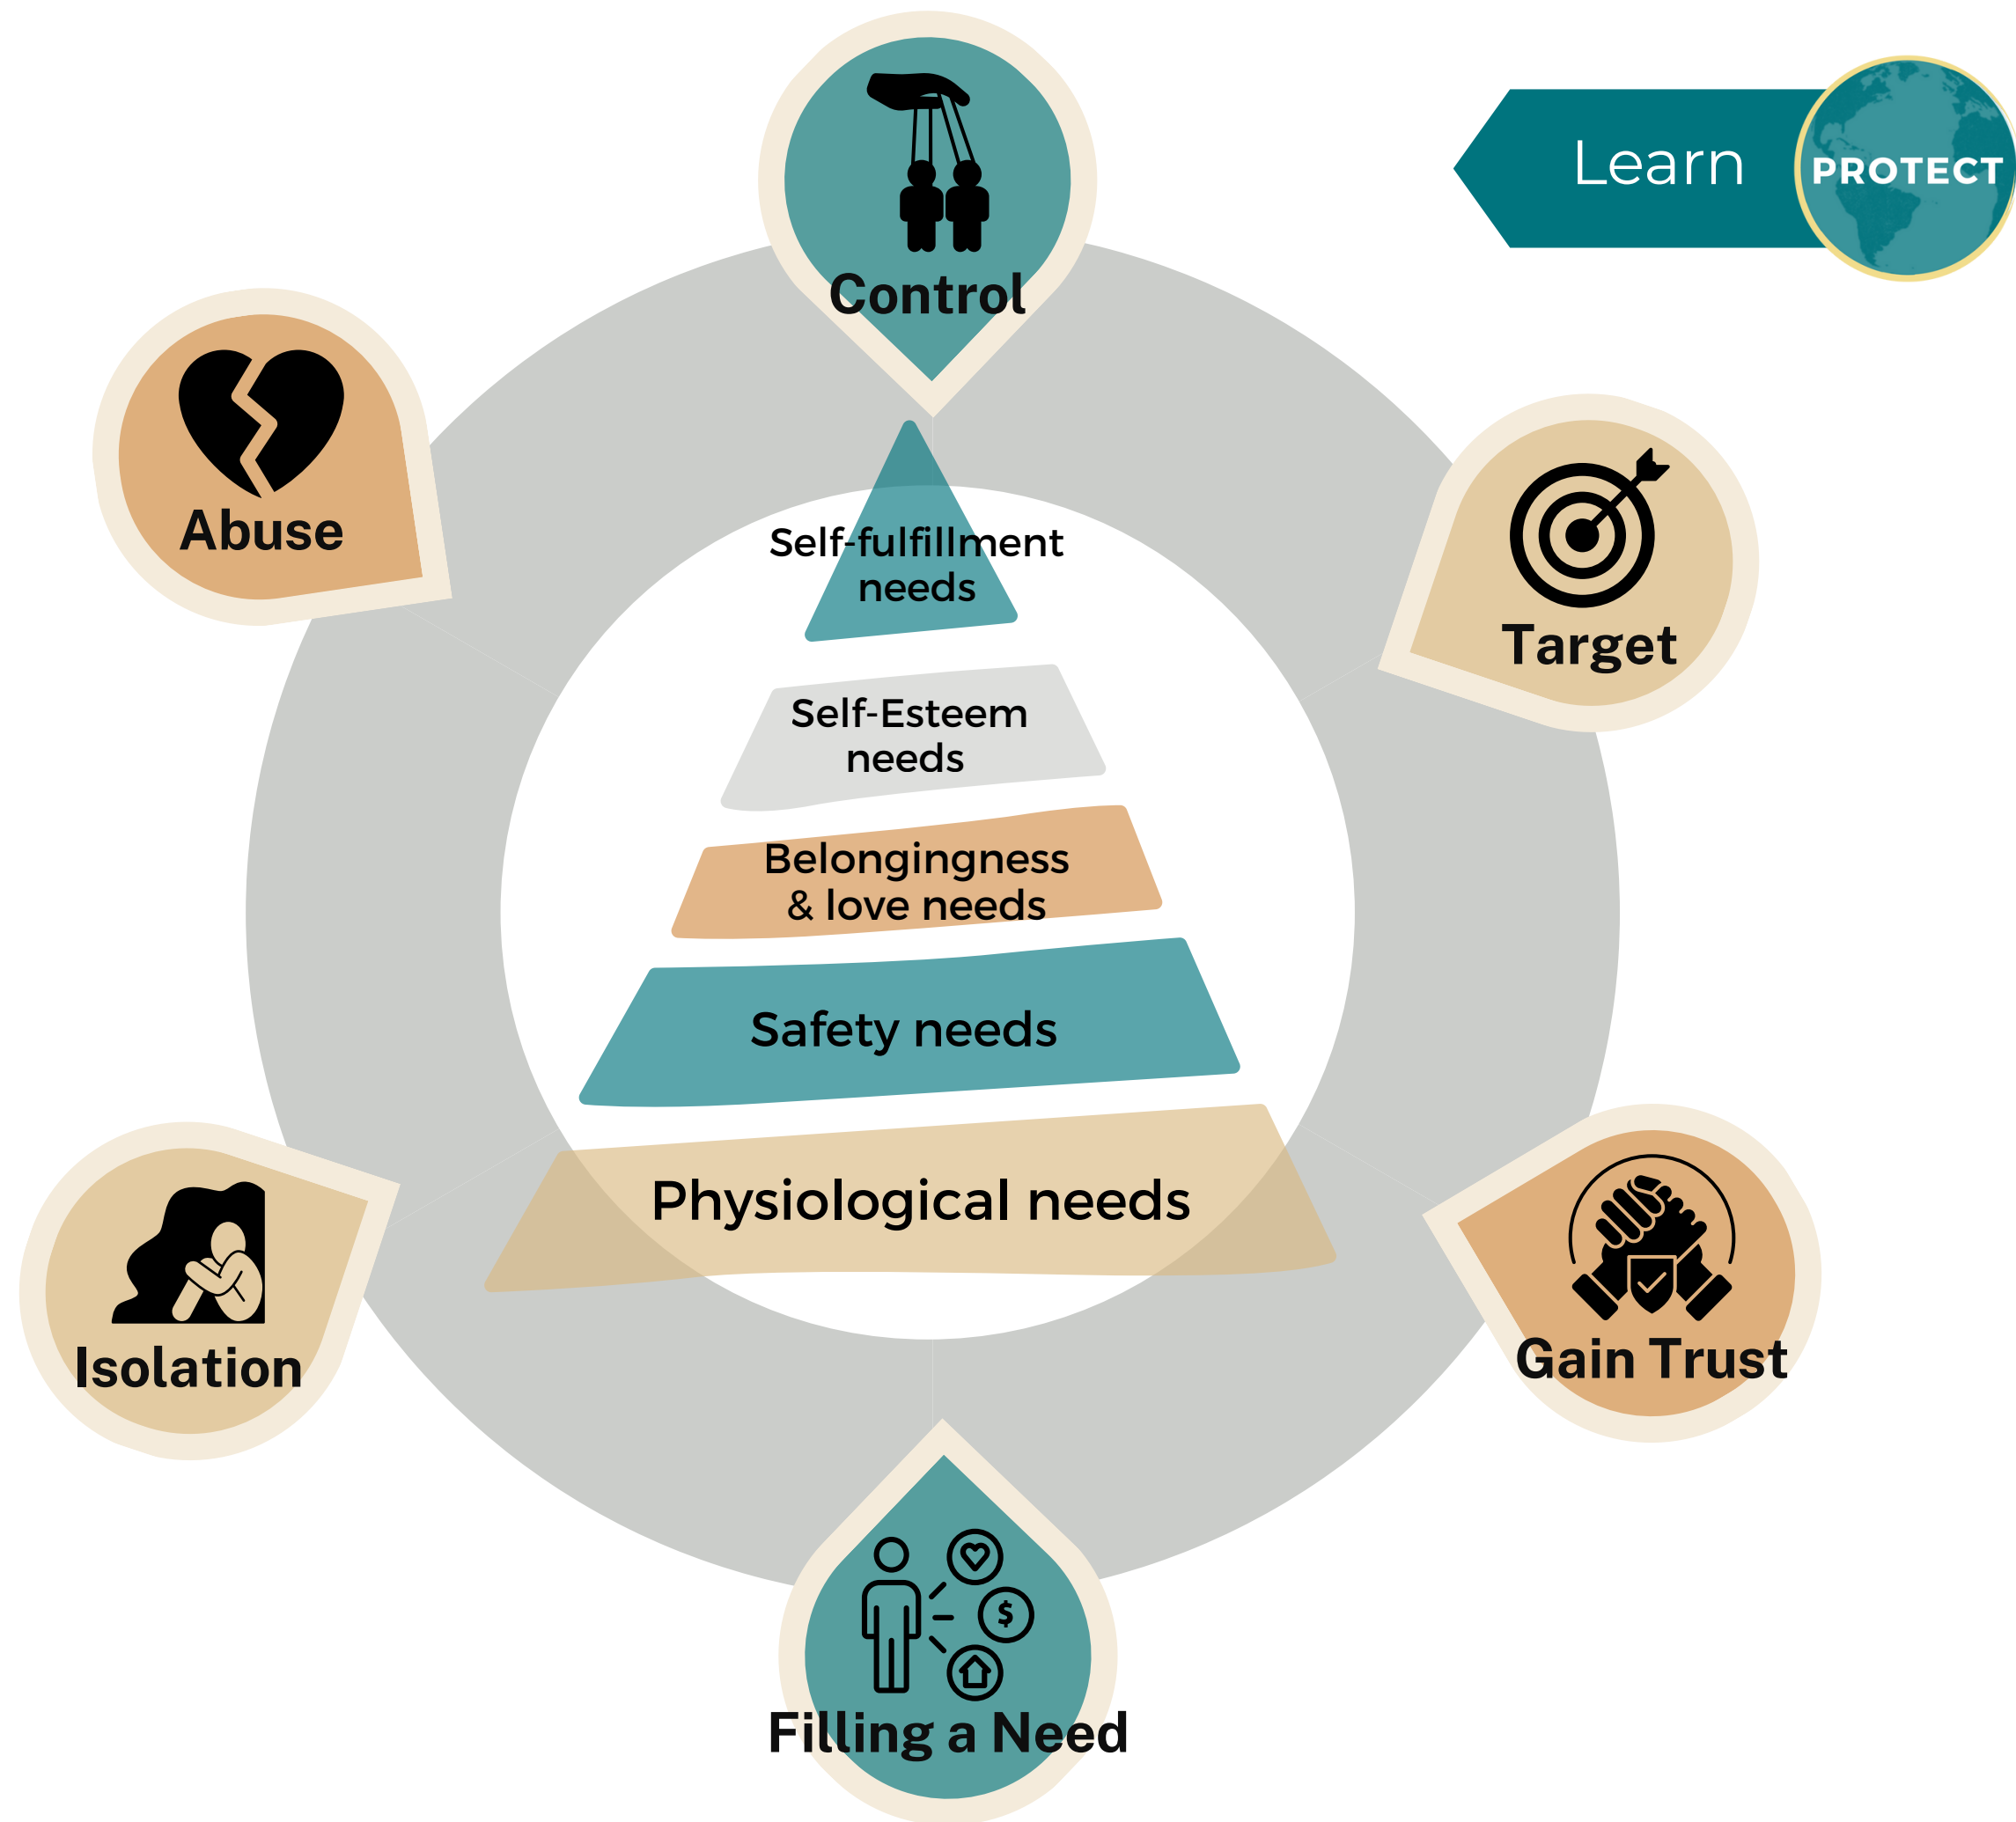 Control
Learn
PROTECT
Abuse
Target
Self-fulfillment
needs
Self-Esteem
needs
Belongingness
& love needs
Safety needs
Physiological needs
Isolation
Gain Trust
$
Filling a Need